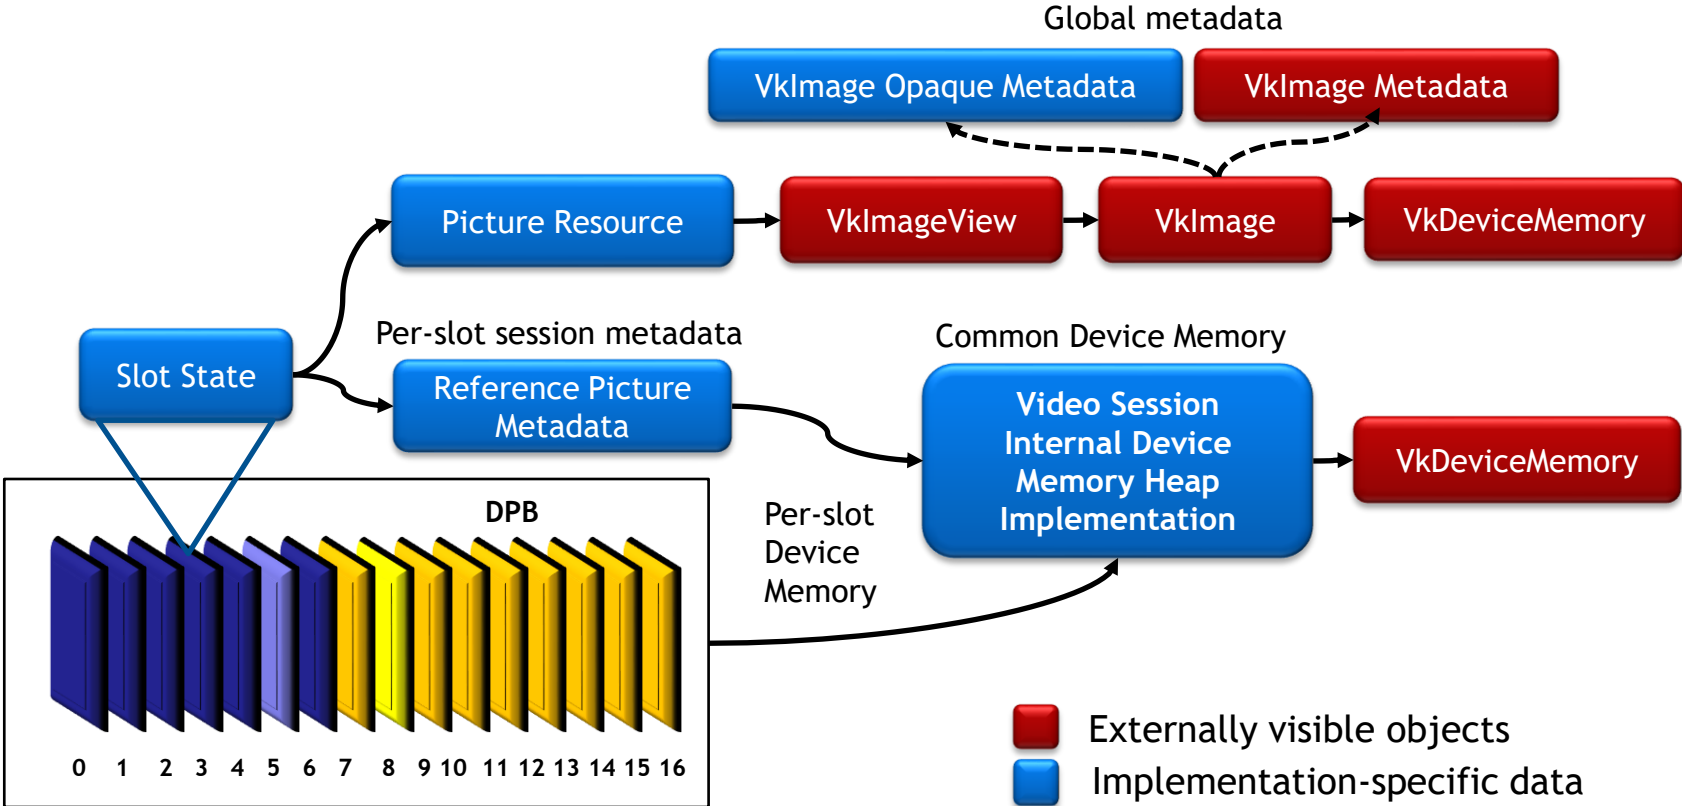 Global metadata
VkImage Opaque Metadata
VkImage Metadata
Picture Resource
VkImageView
VkImage
VkDeviceMemory
Per-slot session metadata
Common Device Memory
Slot State
Reference Picture
Metadata
Video Session
Internal Device
Memory Heap
Implementation
VkDeviceMemory
DPB
Per-slot
Device
Memory
0 1 2 3 4 5 6 7 8 9 10 11 12 13 14 15 16
Externally visible objects
Implementation-specific data